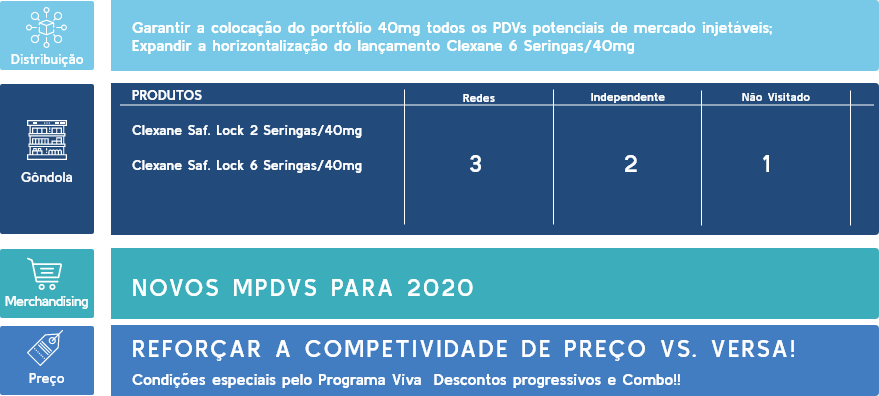 Distribuição
Garantir a colocação do portfólio 40mg todos os PDVs potenciais de mercado injetáveis;
Expandir a horizontalização do lançamento Clexane 6 Seringas/40mg
Gôndola
PRODUTOS Redes Independente Não Visitado
Clexane Saf. Lock 2 Seringas/40mg
Clexane Saf. Lock 6 Seringas/40mg 3 2 1
Merchandising
NOVOS MPDVS PARA 2020
Preço
REFORÇAR A COMPETIVIDADE DE PREÇO VS. VERSA!
Condições especiais pelo Programa Viva Descontos progressivos e Combo!!